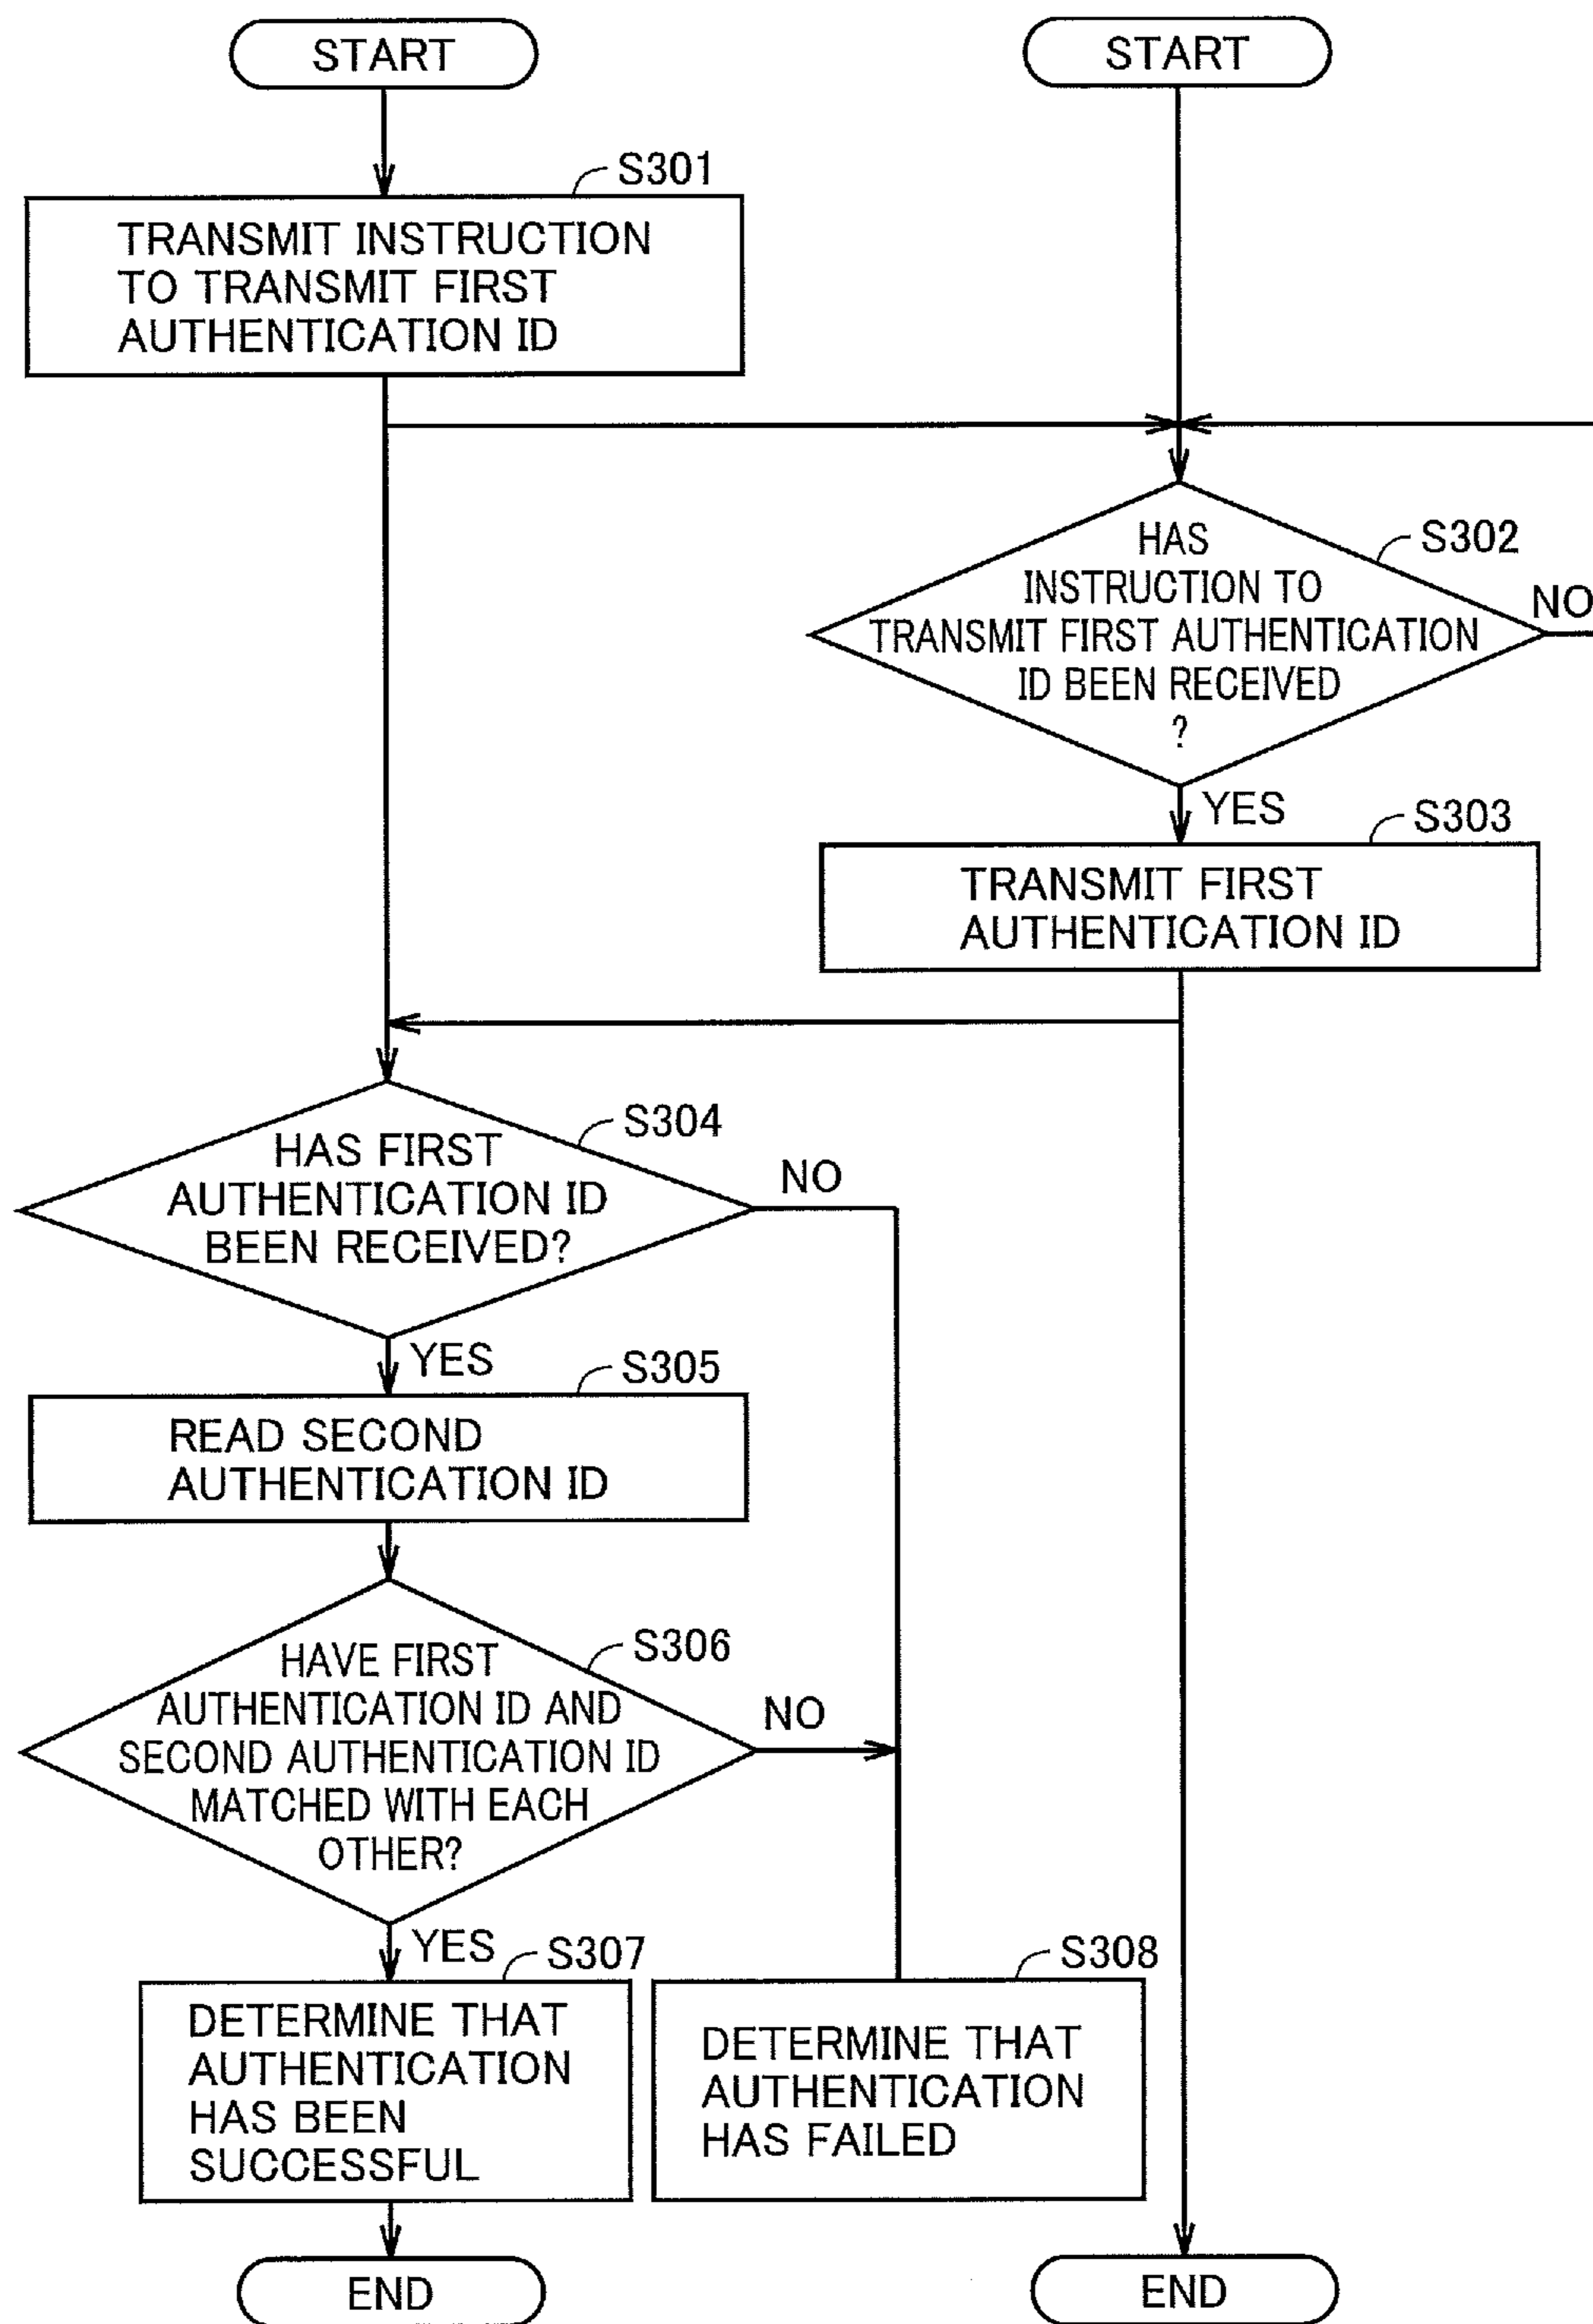 START
START
S301
TRANSMIT INSTRUCTION
TO TRANSMIT FIRST
AUTHENTICATION ID
S302
HAS
INSTRUCTION TO
TRANSMIT FIRST AUTHENTICATION
ID BEEN RECEIVED
?
NO
YES
S303
TRANSMIT FIRST
AUTHENTICATION ID
S304
HAS FIRST
AUTHENTICATION ID
BEEN RECEIVED?
NO
YES
S305
READ SECOND
AUTHENTICATION ID
S306
HAVE FIRST
AUTHENTICATION ID AND
SECOND AUTHENTICATION ID
MATCHED WITH EACH
OTHER?
NO
YES
S307
DETERMINE THAT
AUTHENTICATION
HAS BEEN
SUCCESSFUL
S308
DETERMINE THAT
AUTHENTICATION
HAS FAILED
END
END